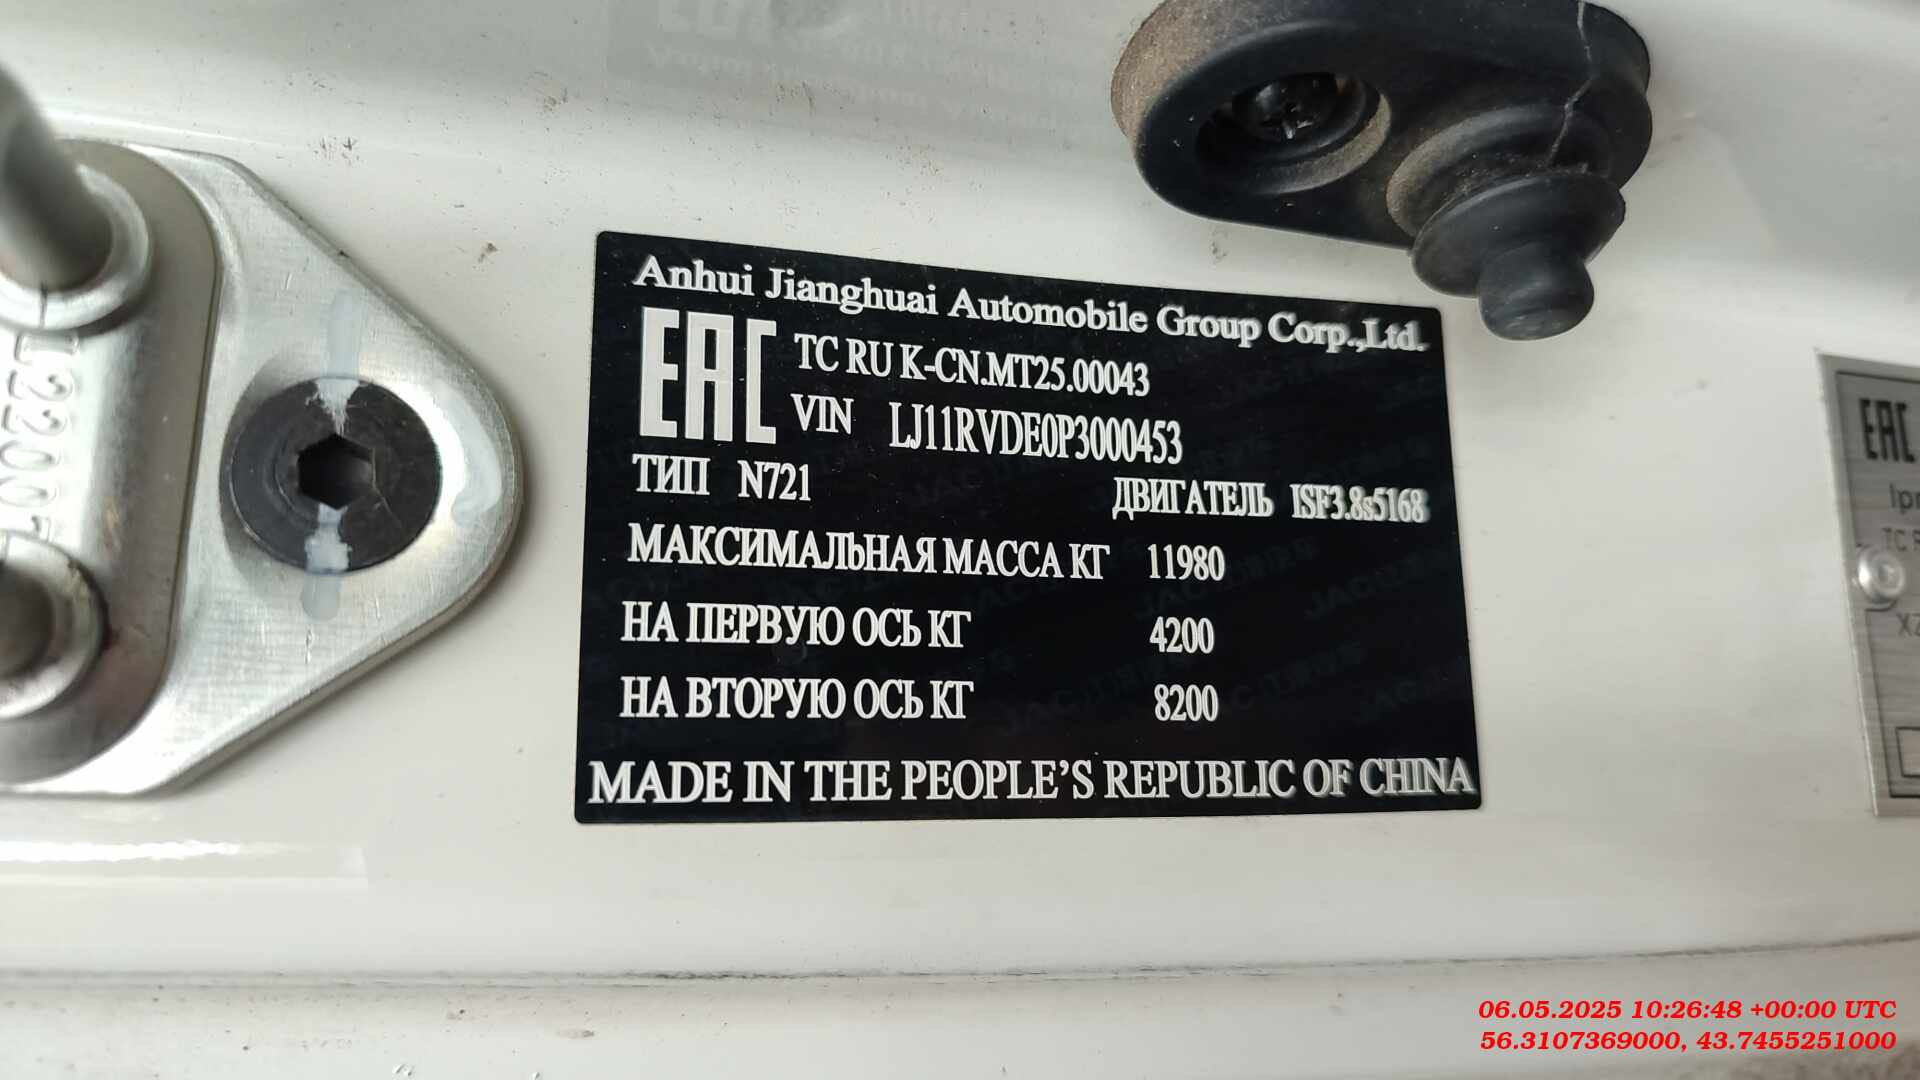 Anhui Jianghuai Automobile Group Corp.,Ltd.
EAC
TC RU K-CN.MT25.00043
VIN LJ11RVDE0P3000453
ТИП N721
ДВИГАТЕЛЬ ISF3.8s5168
МАКСИМАЛЬНАЯ МАССА КГ 11980
НА ПЕРВУЮ ОСЬ КГ 4200
НА ВТОРУЮ ОСЬ КГ 8200
MADE IN THE PEOPLE'S REPUBLIC OF CHINA
EAC
06.05.2025 10:26:48 +00:00 UTC
56.3107369000, 43.7455251000